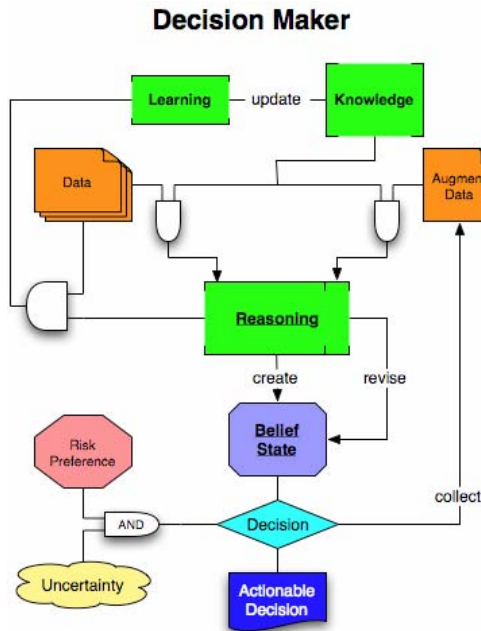 Decision Maker
Learning
update
Knowledge
Data
Augmen
Data
Reasoning
create
revise
Belief
State
Risk
Preference
AND
Decision
collect
Uncertainty
Actionable
Decision